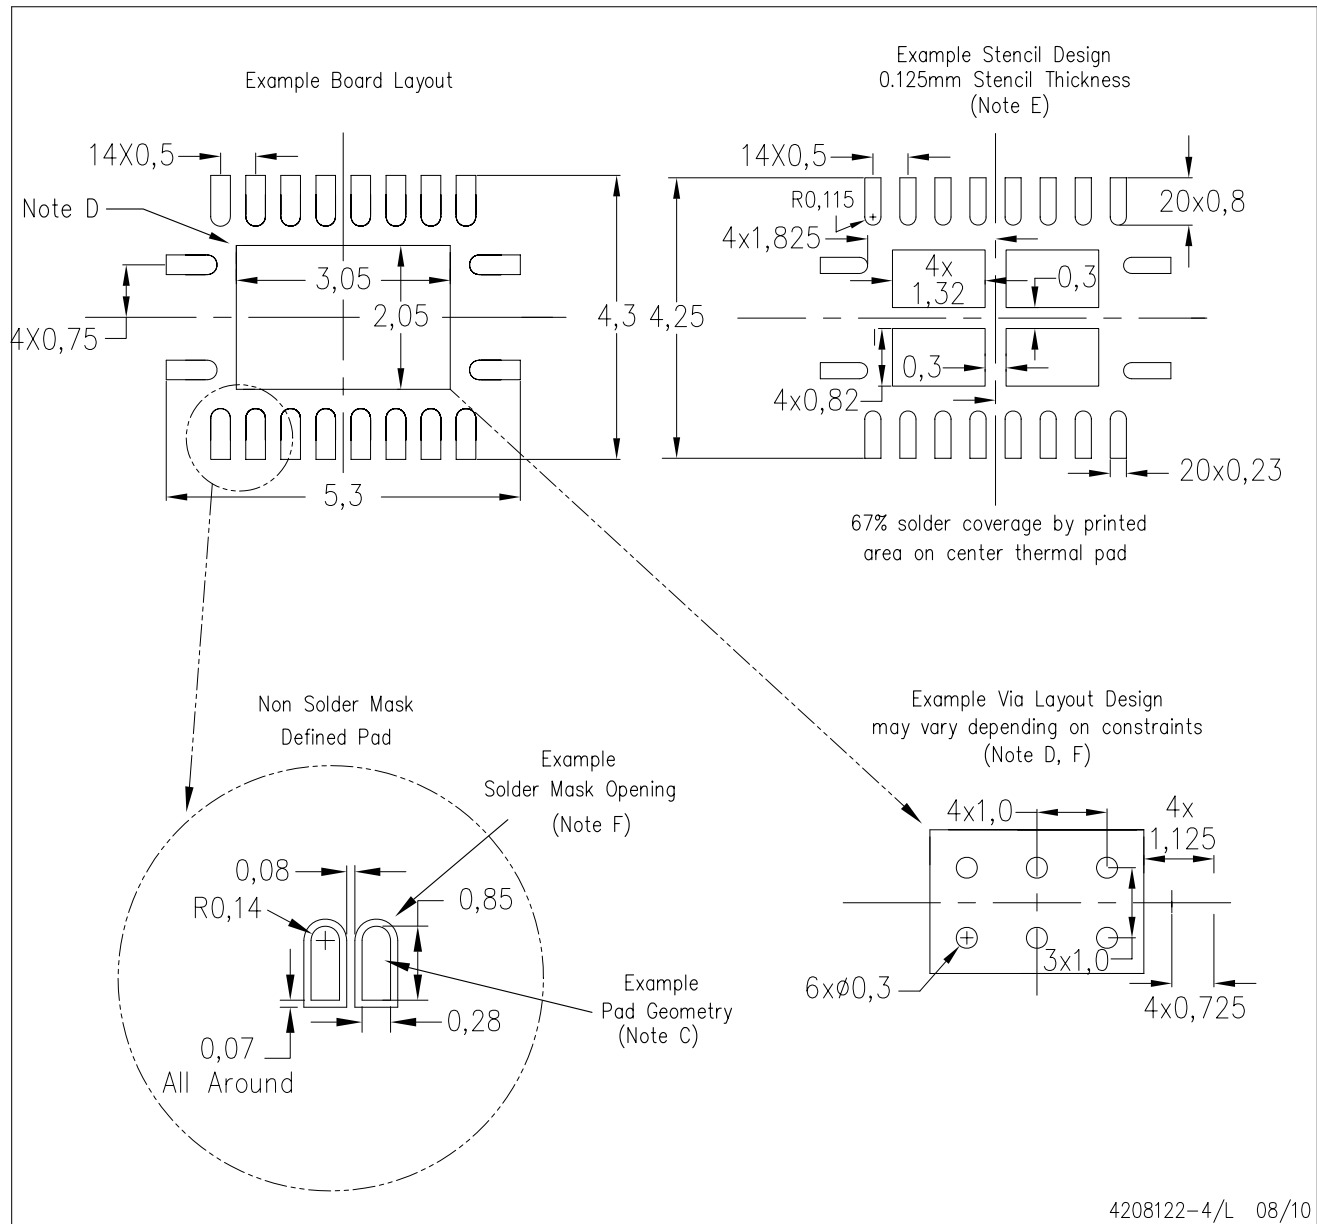 Example Board Layout
14X0,5
Note D
3,05
2,05
4X0,75
4,3
5,3
Example Stencil Design
0.125mm Stencil Thickness
(Note E)
14X0,5
R0,115
20x0,8
4x1,825
4x
1,32
0,3
4,25
0,3
4x0,82
20x0,23
67% solder coverage by printed
area on center thermal pad
Non Solder Mask
Defined Pad
Example
Solder Mask Opening
(Note F)
0,08
R0,14
0,85
Example
Pad Geometry
(Note C)
0,28
0,07
All Around
Example Via Layout Design
may vary depending on constraints
(Note D, F)
4x1,0
4x
1,125
3x1,0
6xø0,3
4x0,725
4208122-4/L 08/10